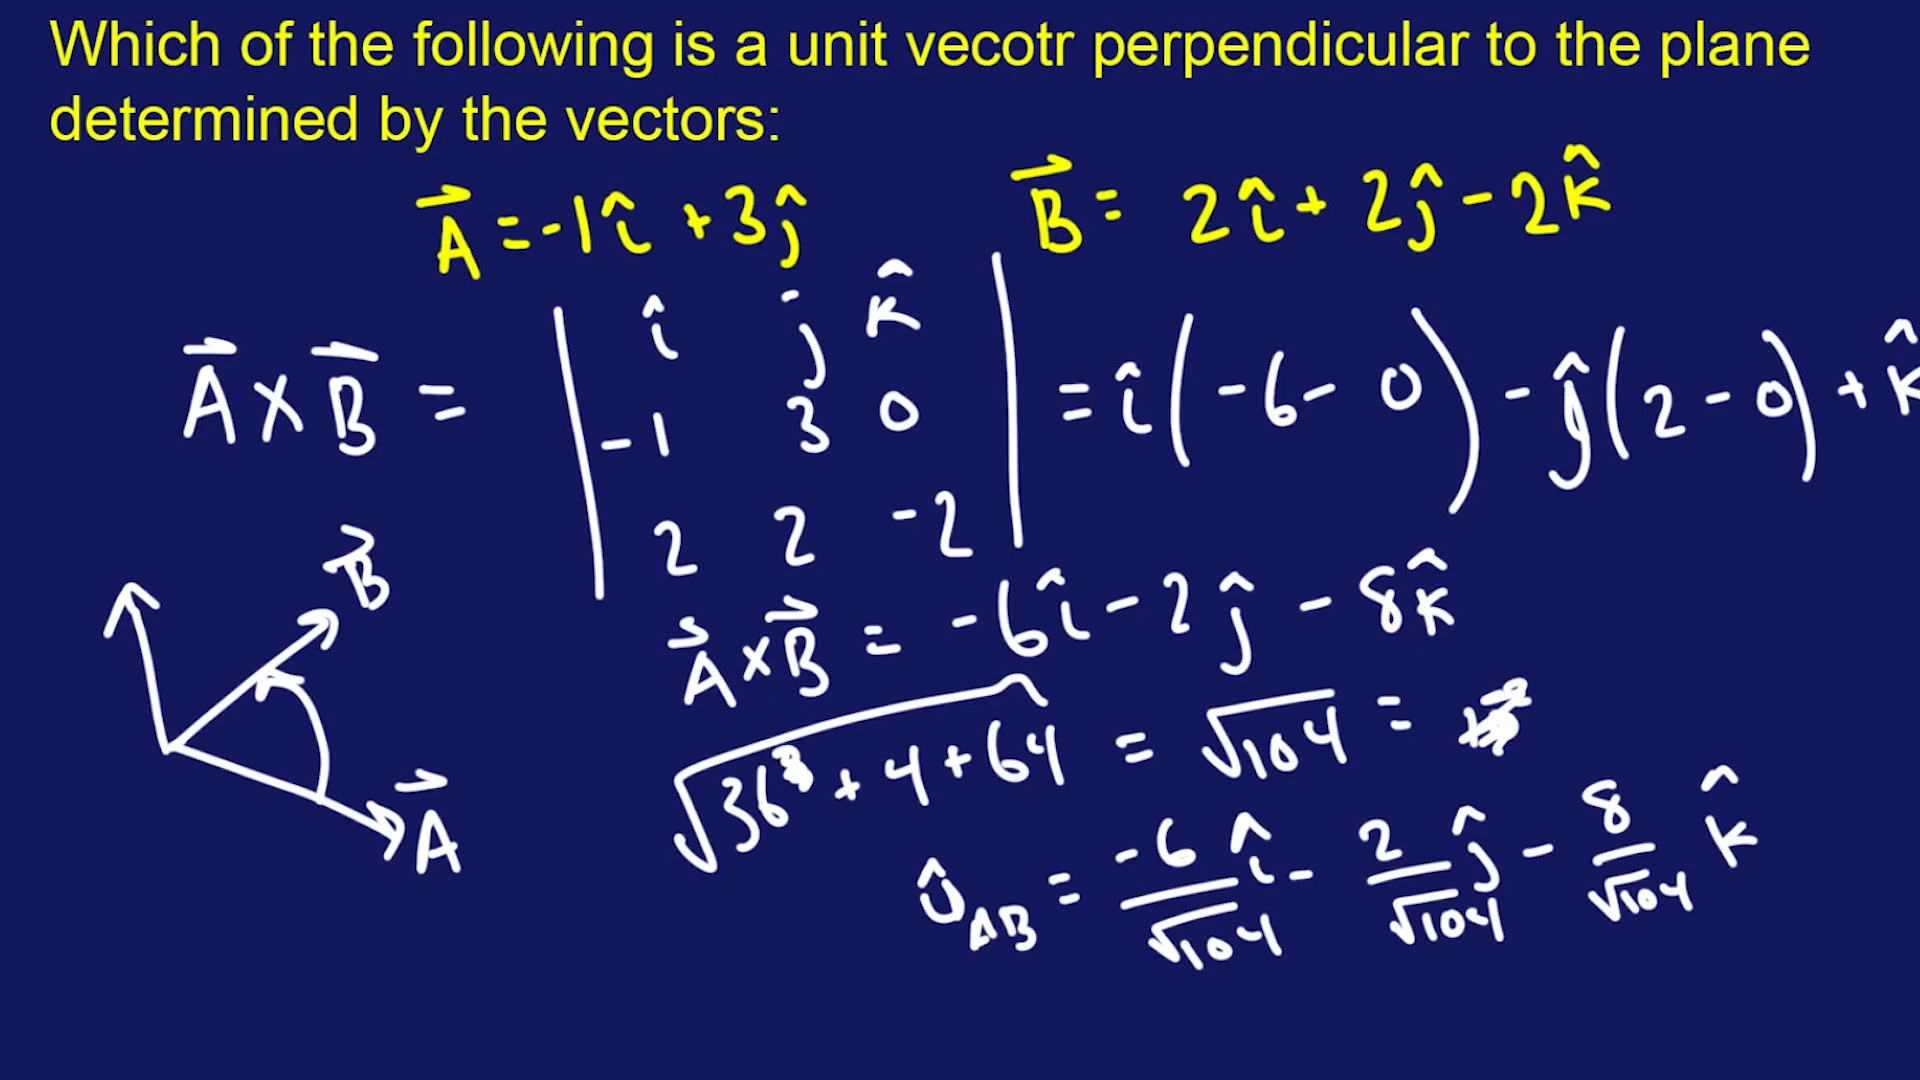 Which of the following is a unit vecotr perpendicular to the plane
determined by the vectors:
A⃗ = -1î + 3ĵ    B⃗ = 2î + 2ĵ - 2k̂
A⃗ x B⃗ = | î j k̂ | = î(-6-0) - ĵ(2-0) + k̂
-1 3 0
2 2 -2
B⃗
A⃗ x B⃗ = -6î - 2ĵ - 8k̂
√36 + 4 + 64 = √104 =
A⃗
Û_AB = -6/√104 î - 2/√104 ĵ - 8/√104 k̂